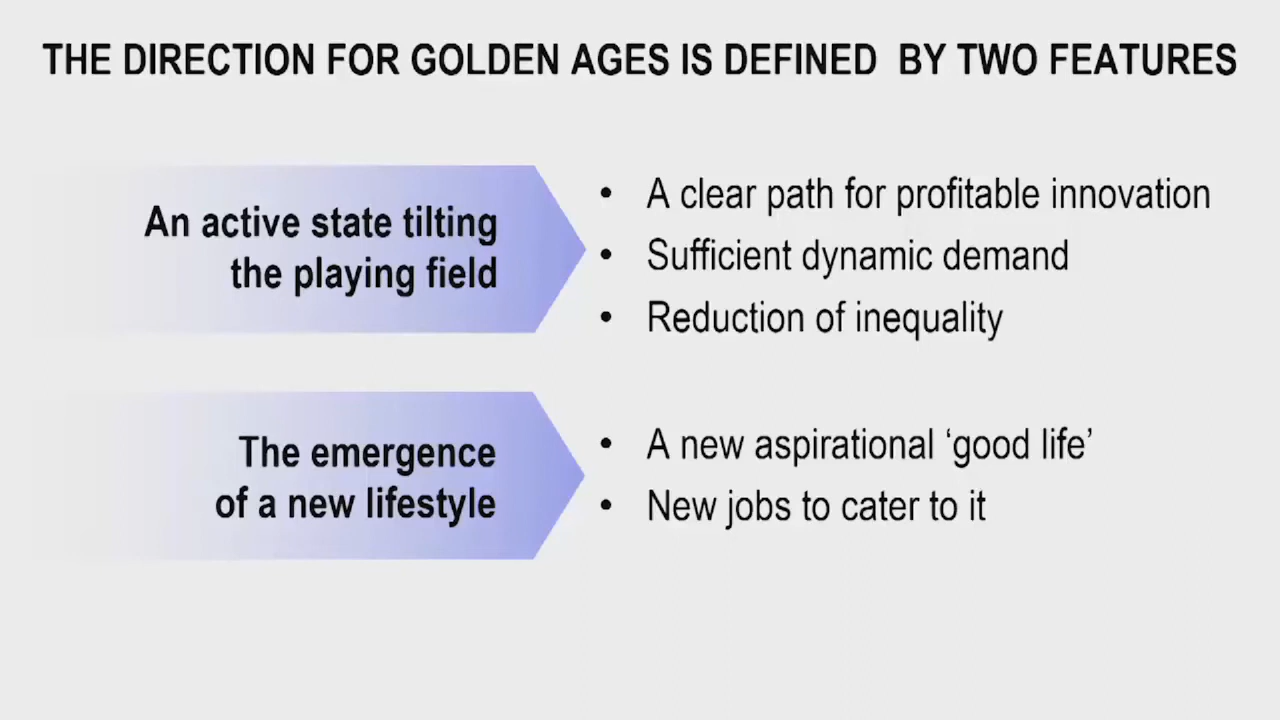 THE DIRECTION FOR GOLDEN AGES IS DEFINED BY TWO FEATURES
An active state tilting
the playing field
• A clear path for profitable innovation
• Sufficient dynamic demand
• Reduction of inequality
The emergence
of a new lifestyle
• A new aspirational ‘good life’
• New jobs to cater to it